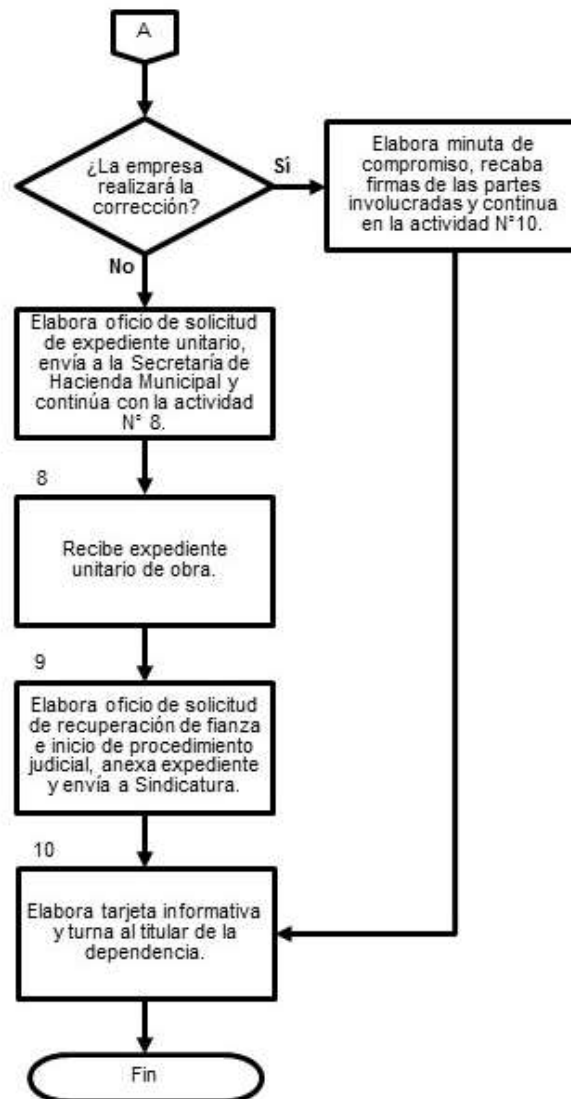 A
¿La empresa
realizará la
corrección?
Sí
Elabora minuta de
compromiso, recaba
firmas de las partes
involucradas y continua
en la actividad N°10.
No
Elabora oficio de solicitud
de expediente unitario,
envía a la Secretaría de
Hacienda Municipal y
continúa con la actividad
N° 8.
8
Recibe expediente
unitario de obra.
9
Elabora oficio de solicitud
de recuperación de fianza
e inicio de procedimiento
judicial, anexa expediente
y envía a Sindicatura.
10
Elabora tarjeta informativa
y turna al titular de la
dependencia.
Fin